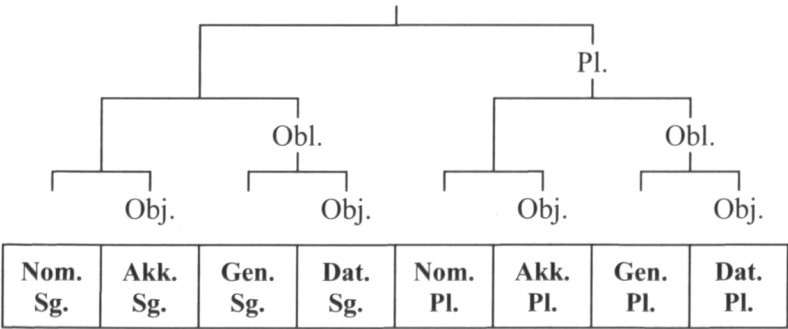 Pl.
Obl. Obl.
Obj. Obj. Obj. Obj.
Nom. Akk. Gen. Dat. Nom. Akk. Gen. Dat.
Sg. Sg. Sg. Sg. Pl. Pl. Pl. Pl.